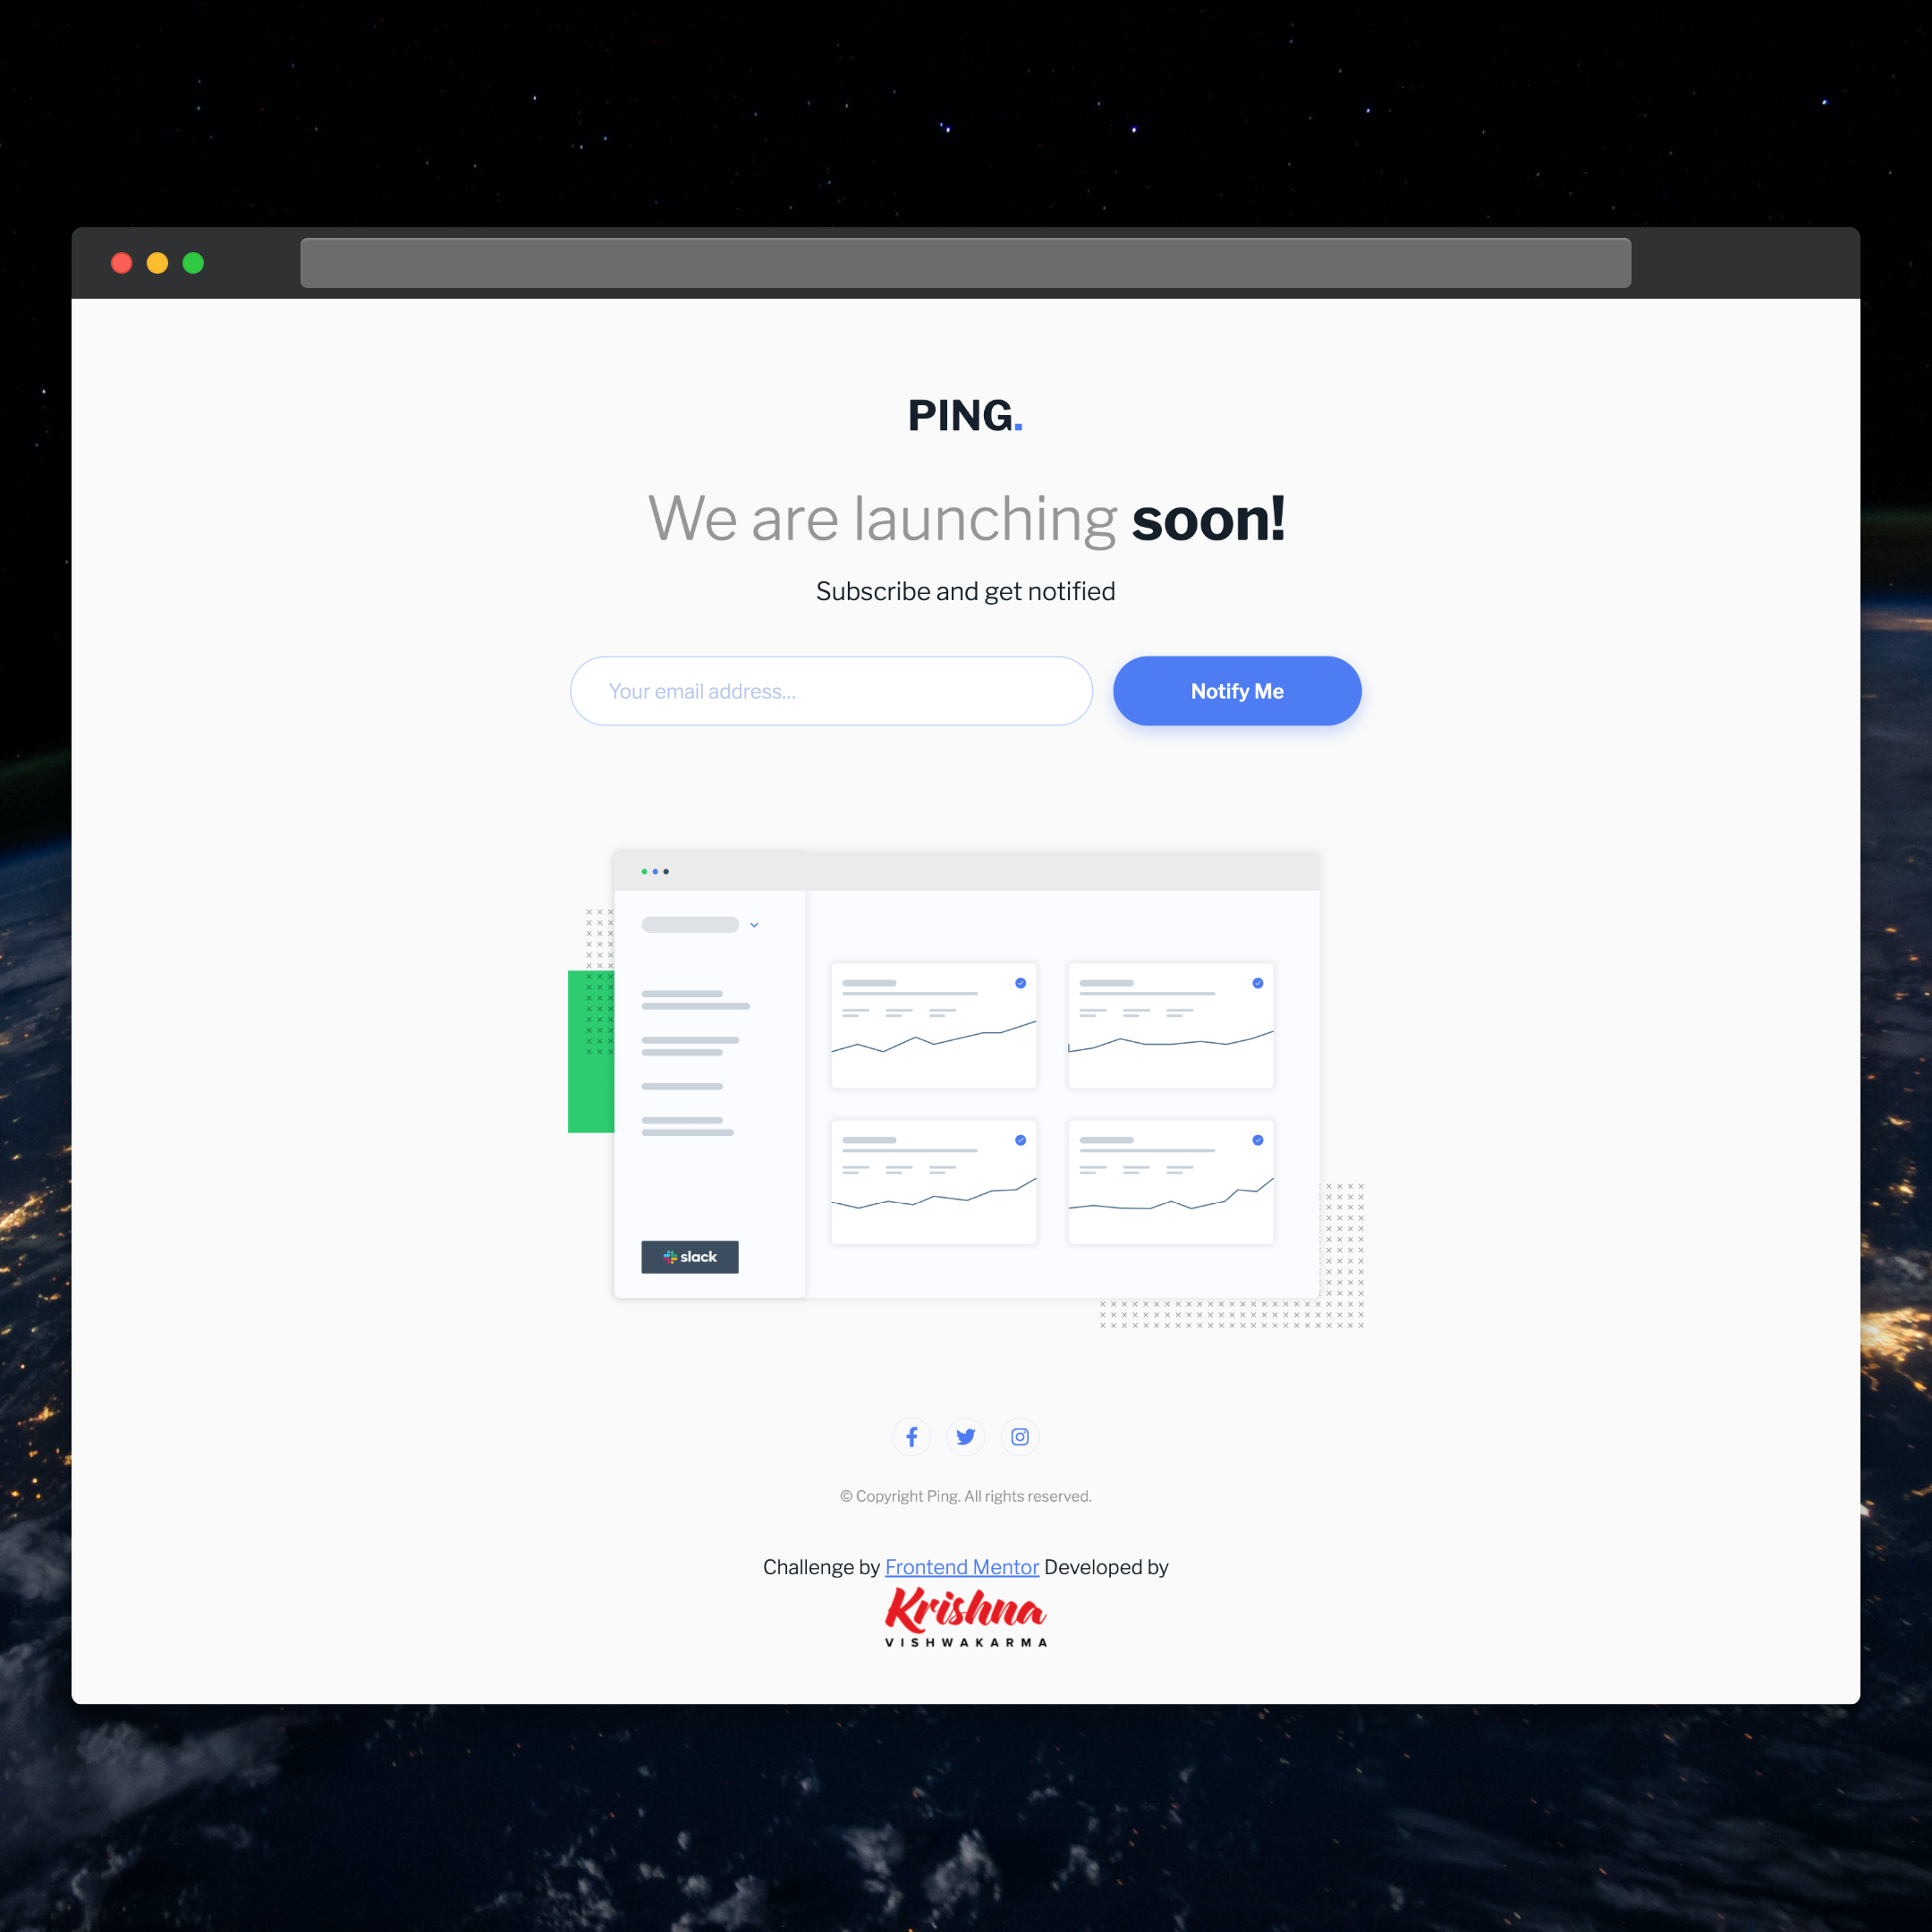 PING.
We are launching soon!
Subscribe and get notified
Your email address...
Notify Me
slack
© Copyright Ping. All rights reserved.
Challenge by Frontend Mentor Developed by
Krishna
VISHWAKARMA